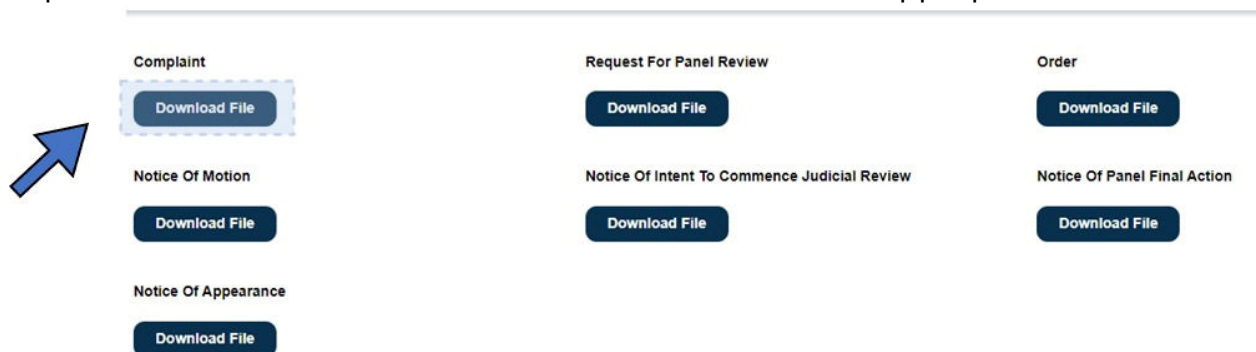 Complaint
Request For Panel Review
Order
Download File
Download File
Download File
Notice Of Motion
Notice Of Intent To Commence Judicial Review
Notice Of Panel Final Action
Download File
Download File
Download File
Notice Of Appearance
Download File